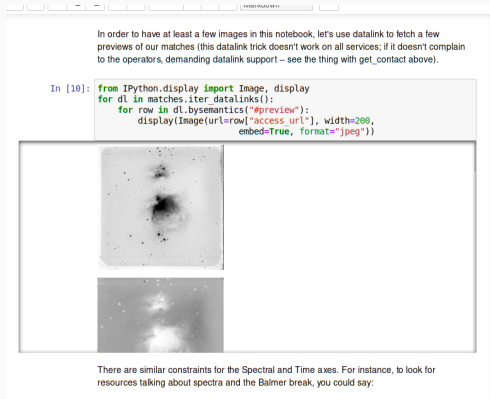 Markdown
In order to have at least a few images in this notebook, let's use datalink to fetch a few
previews of our matches (this datalink trick doesn't work on all services; if it doesn't complain
to the operators, demanding datalink support – see the thing with get_contact above).
In [10]: from IPython.display import Image, display
for dl in matches.iter_datalinks():
for row in dl.bysemantics("#preview"):
display(Image(url=row["access_url"], width=200,
embed=True, format="jpeg"))
There are similar constraints for the Spectral and Time axes. For instance, to look for
resources talking about spectra and the Balmer break, you could say: